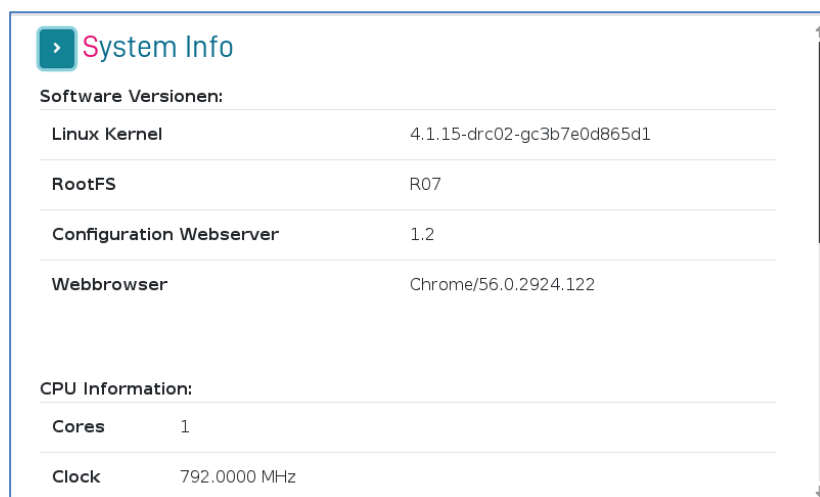 System Info
Software Versionen:
Linux Kernel 4.1.15-drc02-gc3b7e0d865d1
RootFS R07
Configuration Webserver 1.2
Webbrowser Chrome/56.0.2924.122
CPU Information:
Cores 1
Clock 792.0000 MHz